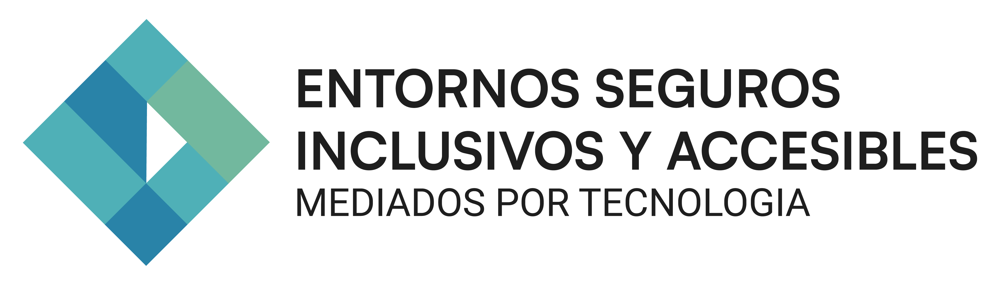 ENTORNOS SEGUROS
INCLUSIVOS Y ACCESIBLES
MEDIADOS POR TECNOLOGIA